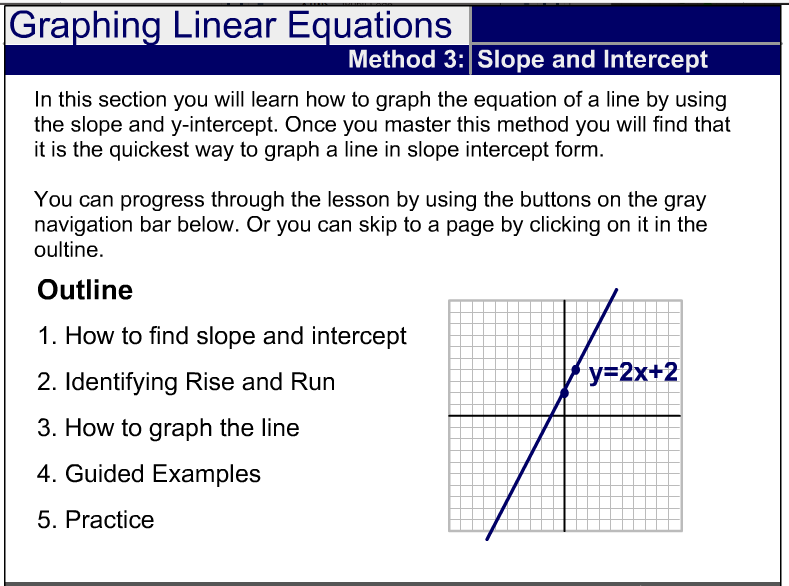 Graphing Linear Equations
Method 3: Slope and Intercept
In this section you will learn how to graph the equation of a line by using
the slope and y-intercept. Once you master this method you will find that
it is the quickest way to graph a line in slope intercept form.
You can progress through the lesson by using the buttons on the gray
navigation bar below. Or you can skip to a page by clicking on it in the
oultine.
Outline
1. How to find slope and intercept
2. Identifying Rise and Run
3. How to graph the line
4. Guided Examples
5. Practice
y=2x+2